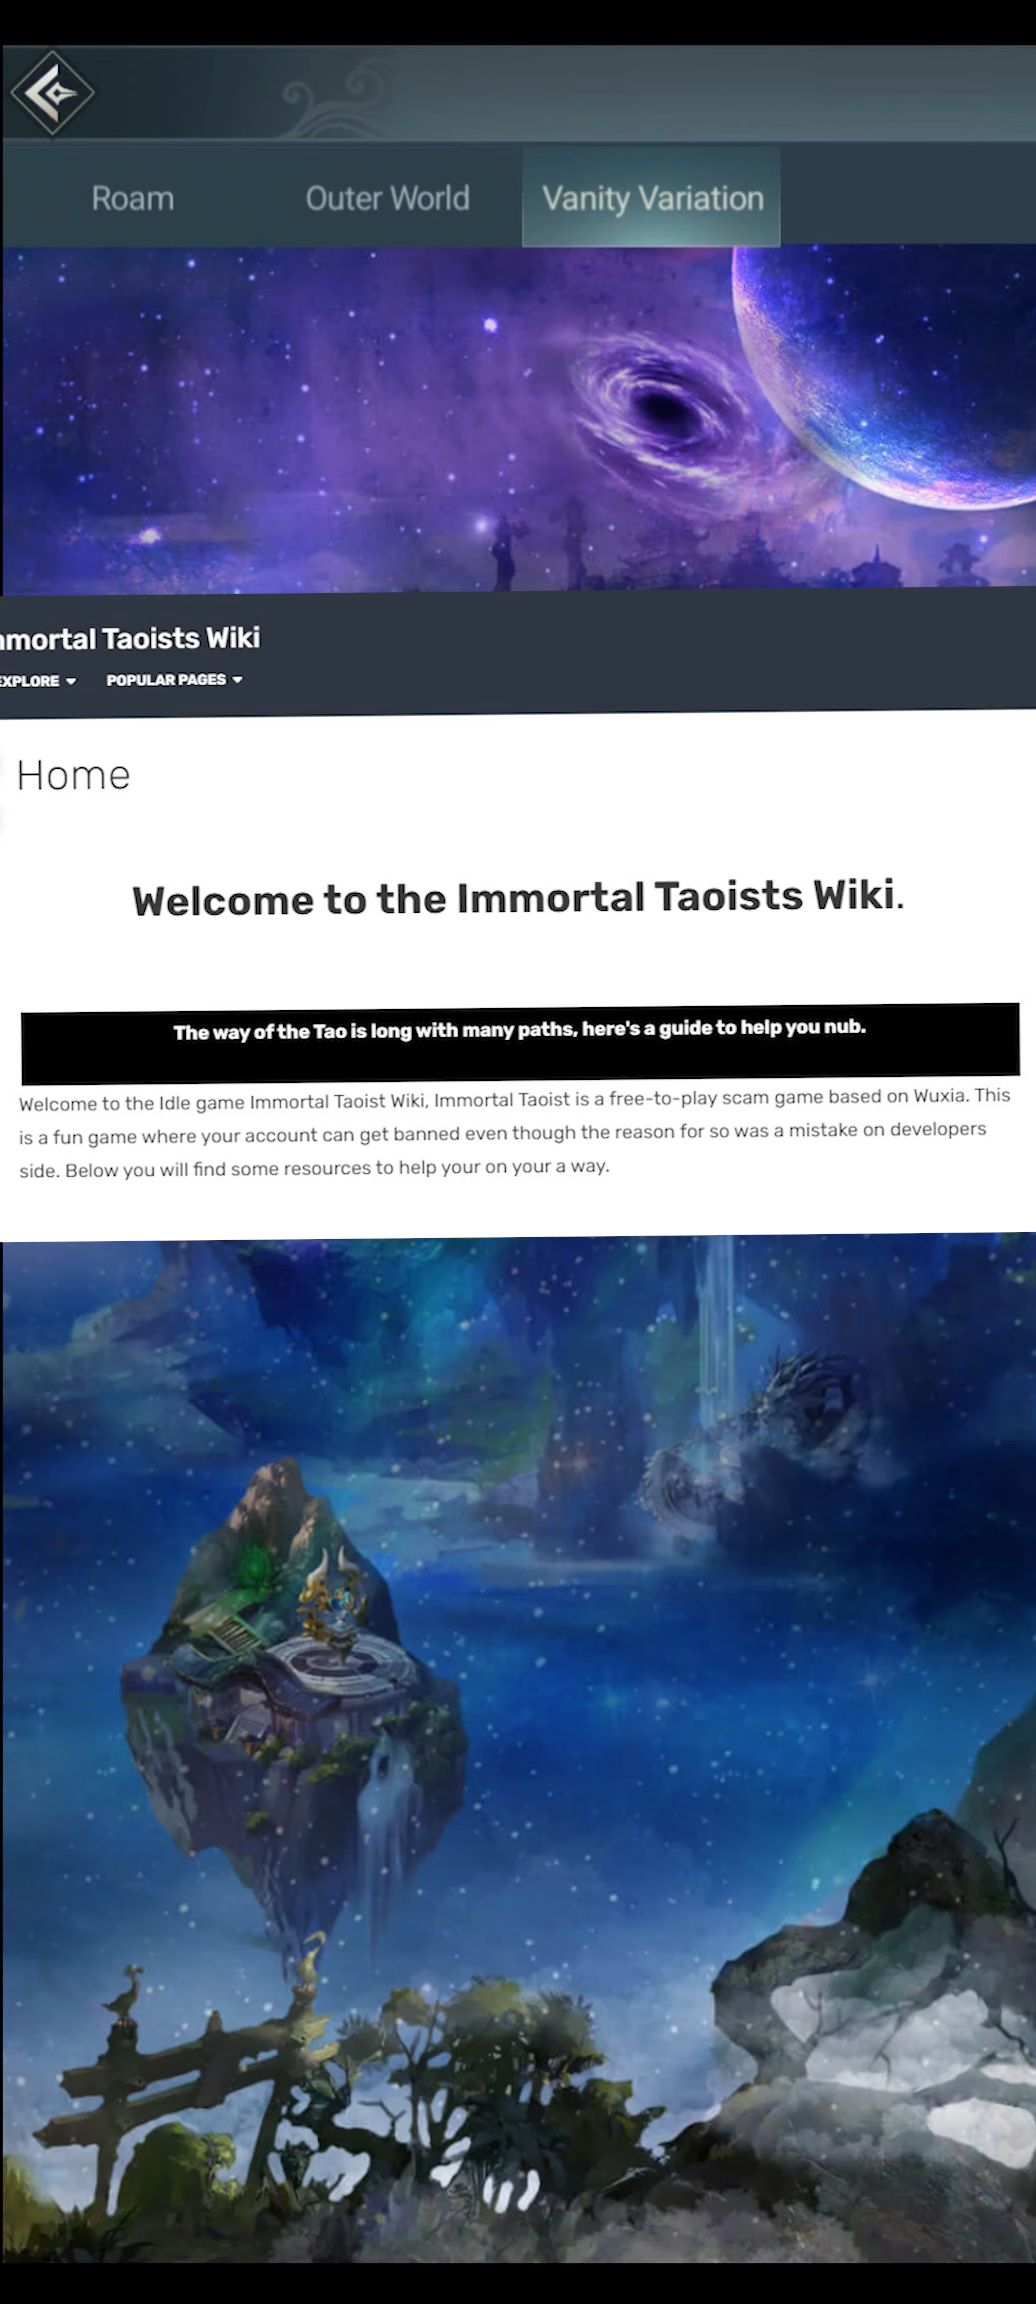 Roam Outer World Vanity Variation
mmortal Taoists Wiki
EXPLORE POPULAR PAGES
Home
Welcome to the Immortal Taoists Wiki.
The way of the Tao is long with many paths, here's a guide to help you nub.
Welcome to the Idle game Immortal Taoist Wiki, Immortal Taoist is a free-to-play scam game based on Wuxia. This
is a fun game where your account can get banned even though the reason for so was a mistake on developers
side. Below you will find some resources to help your on your a way.